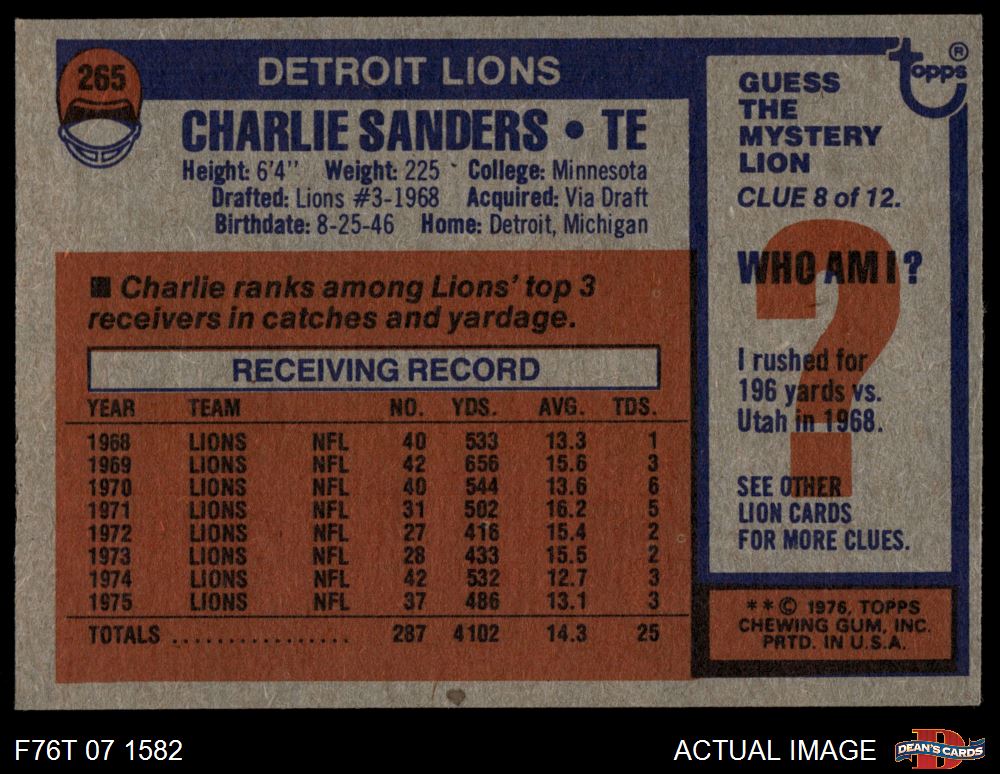 265
DETROIT LIONS
CHARLIE SANDERS • TE
Height: 6'4" Weight: 225 College: Minnesota
Drafted: Lions #3-1968 Acquired: Via Draft
Birthdate: 8-25-46 Home: Detroit, Michigan
■ Charlie ranks among Lions' top 3
receivers in catches and yardage.
RECEIVING RECORD
YEAR TEAM NO. YDS. AVG. TDS.
1968 LIONS NFL 40 533 13.3 1
1969 LIONS NFL 42 656 15.6 3
1970 LIONS NFL 40 544 13.6 6
1971 LIONS NFL 31 502 16.2 5
1972 LIONS NFL 27 416 15.4 2
1973 LIONS NFL 28 433 15.5 2
1974 LIONS NFL 42 532 12.7 3
1975 LIONS NFL 37 486 13.1 3
TOTALS ................ 287 4102 14.3 25
topps®
GUESS
THE
MYSTERY
LION
CLUE 8 of 12.
?
WHO AM I?
I rushed for
196 yards vs.
Utah in 1968.
SEE OTHER
LION CARDS
FOR MORE CLUES.
**© 1976, TOPPS
CHEWING GUM, INC.
PRTD. IN U.S.A.
F76T 07 1582
ACTUAL IMAGE
D
DEAN'S CARDS